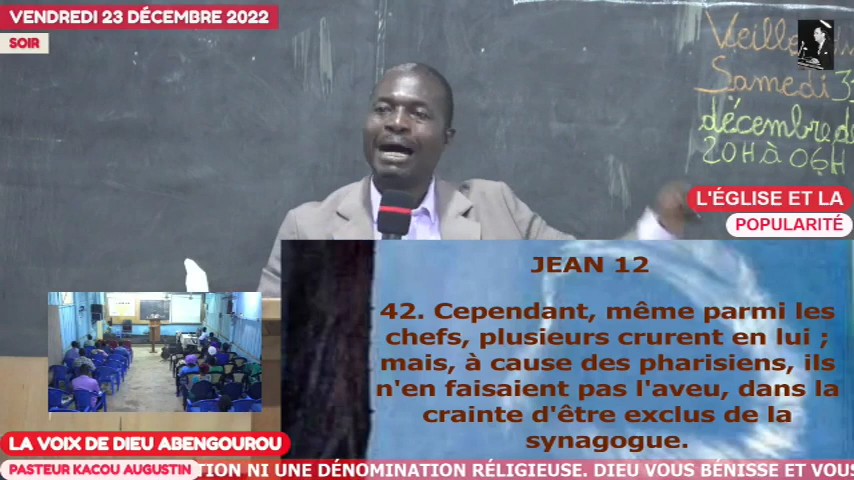 VENDREDI 23 DÉCEMBRE 2022
SOIR
Samedi 3
décembre de
20H à 06H
L'ÉGLISE ET LA
POPULARITÉ
JEAN 12
42. Cependant, même parmi les
chefs, plusieurs crurent en lui ;
mais, à cause des pharisiens, ils
n'en faisaient pas l'aveu, dans la
crainte d'être exclus de la
synagogue.
LA VOIX DE DIEU ABENGOUROU
PASTEUR KACOU AUGUSTIN
TION NI UNE DÉNOMINATION RÉLIGIEUSE. DIEU VOUS BÉNISSE ET VOUS